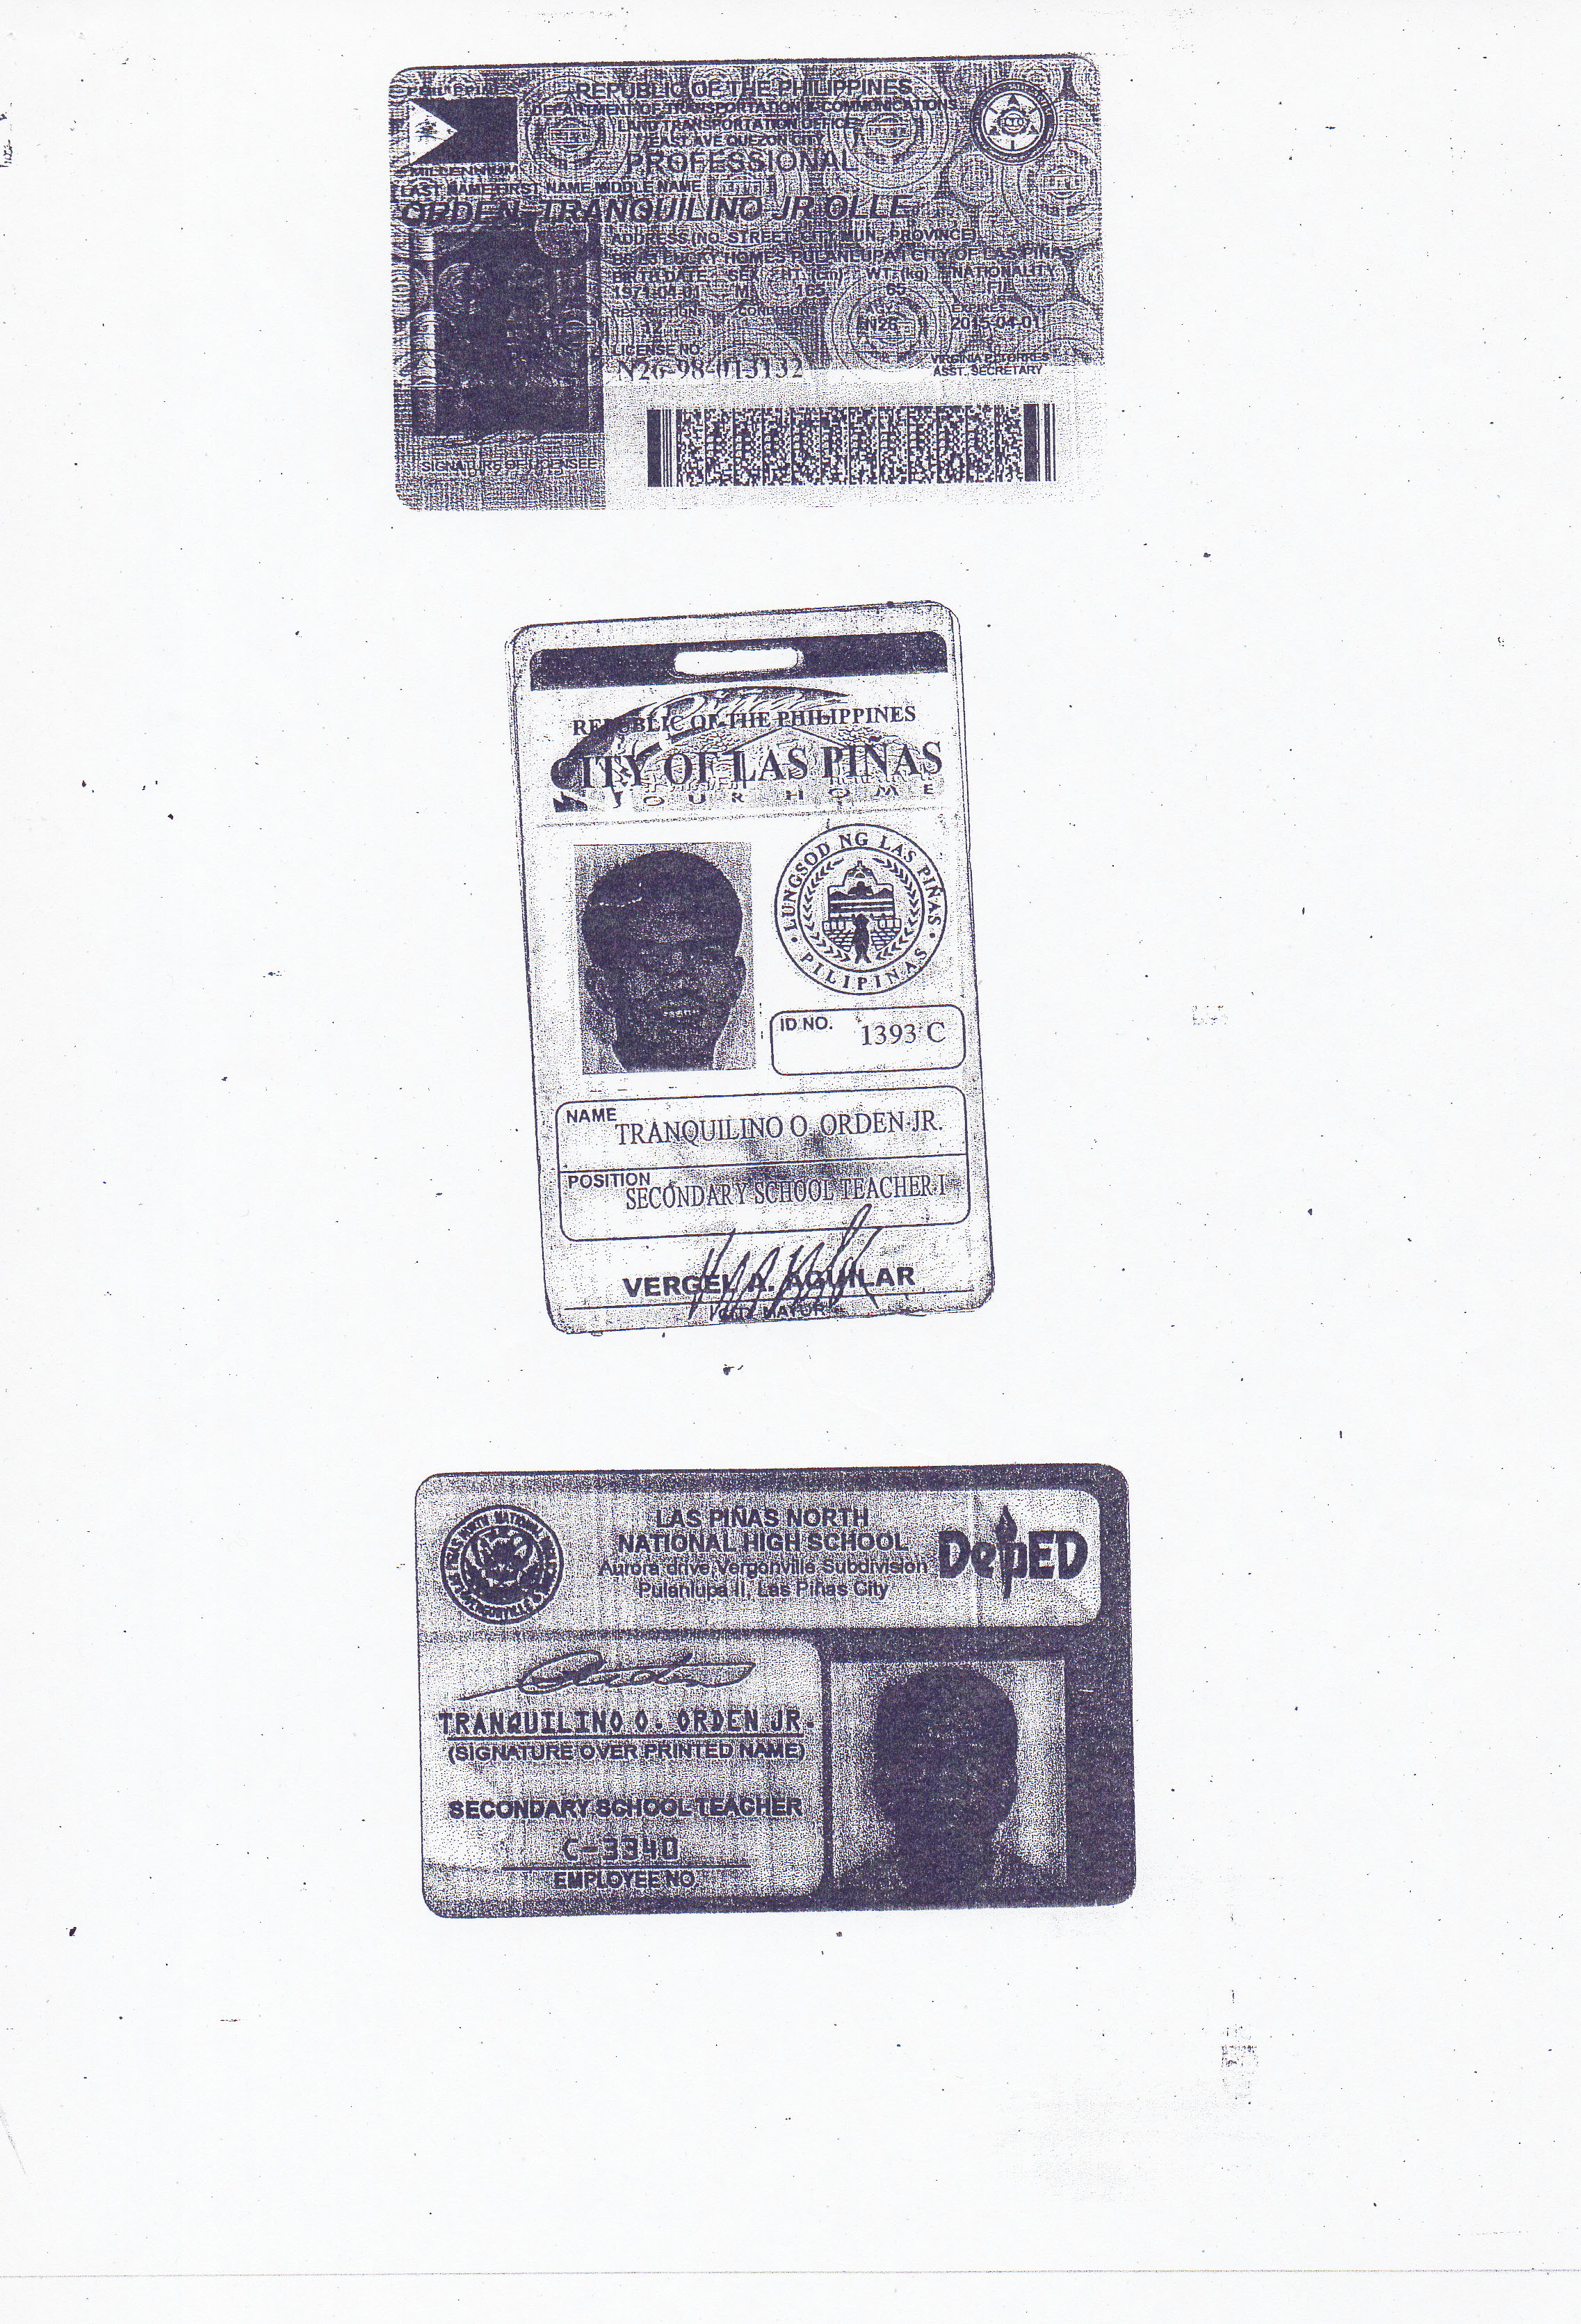 PHILIPPINES
REPUBLIC OF THE PHILIPPINES
DEPARTMENT OF TRANSPORTATION & COMMUNICATIONS
LAND TRANSPORTATION OFFICE
EAST AVE QUEZON CITY
PROFESSIONAL
MILLENNIUM
LAST NAME, FIRST NAME, MIDDLE NAME
ORDEN, TRANQUILINO JR OLLE
ADDRESS (NO. STREET, CITY, MUN. PROVINCE)
LUCKY HOMES PULANLUPA CITY OF LAS PIÑAS
BIRTH DATE SEX HT. (cm) WT. (kg) NATIONALITY
1971-04-01 M 165 65 FIL
RESTRICTIONS CONDITIONS
12 N26 2015-04-01
LICENSE NO.
N26-98-013132
VIRGINIA P. TORRES
ASST. SECRETARY
SIGNATURE OF LICENSEE
REPUBLIC OF THE PHILIPPINES
CITY OF LAS PIÑAS
YOUR HOME
LUNGSOD NG LAS PIÑAS
PILIPINAS
ID NO. 1393 C
NAME TRANQUILINO O. ORDEN JR.
POSITION SECONDARY SCHOOL TEACHER I
VERGEL A. AGUILAR
CITY MAYOR
LAS PIÑAS NORTH
NATIONAL HIGH SCHOOL
Aurora drive, Vergonville Subdivision
Pulanlupa II, Las Piñas City
DepED
TRANQUILINO O. ORDEN JR.
(SIGNATURE OVER PRINTED NAME)
SECONDARY SCHOOL TEACHER
C-3340
EMPLOYEE NO.